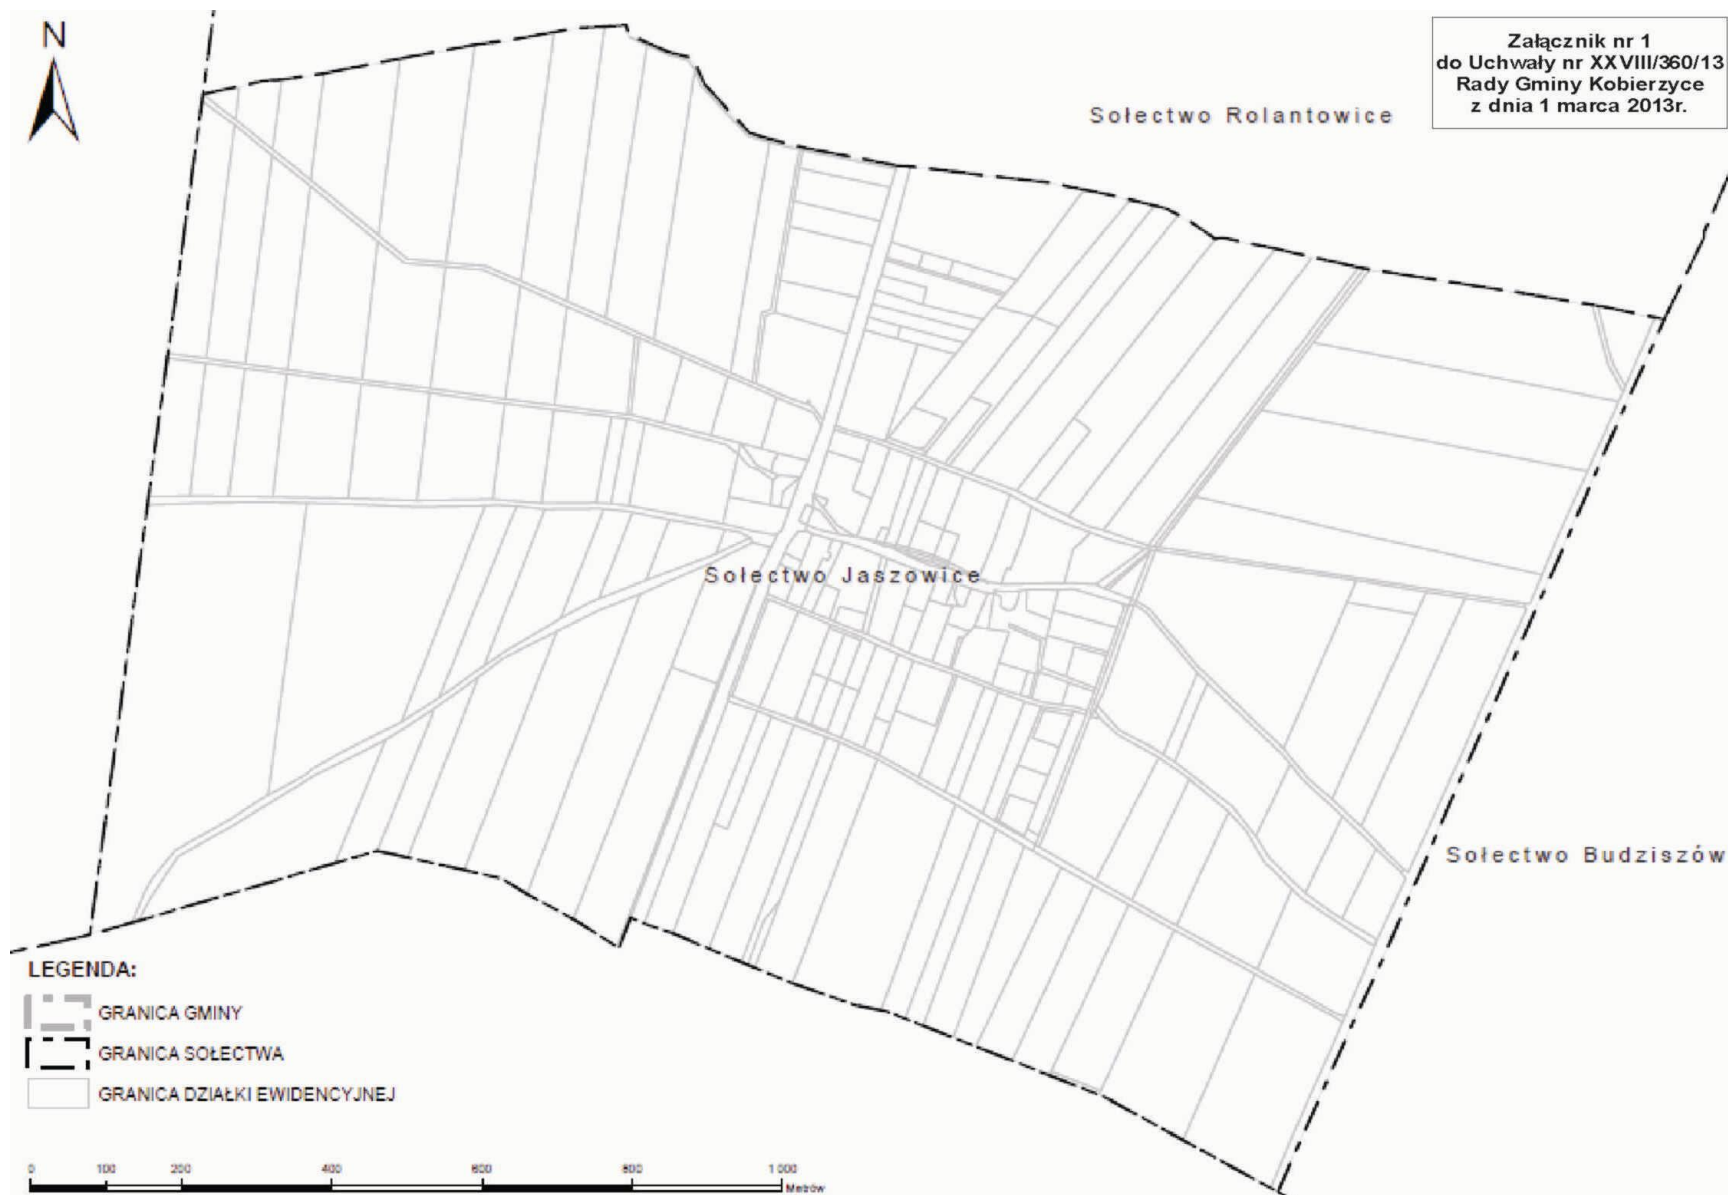 N
Załącznik nr 1
do Uchwały nr XXVIII/360/13
Rady Gminy Kobierzyce
z dnia 1 marca 2013r.
Sołectwo Rolantowice
Sołectwo Jaszowice
Sołectwo Budziszów
LEGENDA:
GRANICA GMINY
GRANICA SOŁECTWA
GRANICA DZIAŁKI EWIDENCYJNEJ
0 100 200 400 600 800 1 000
Metrów